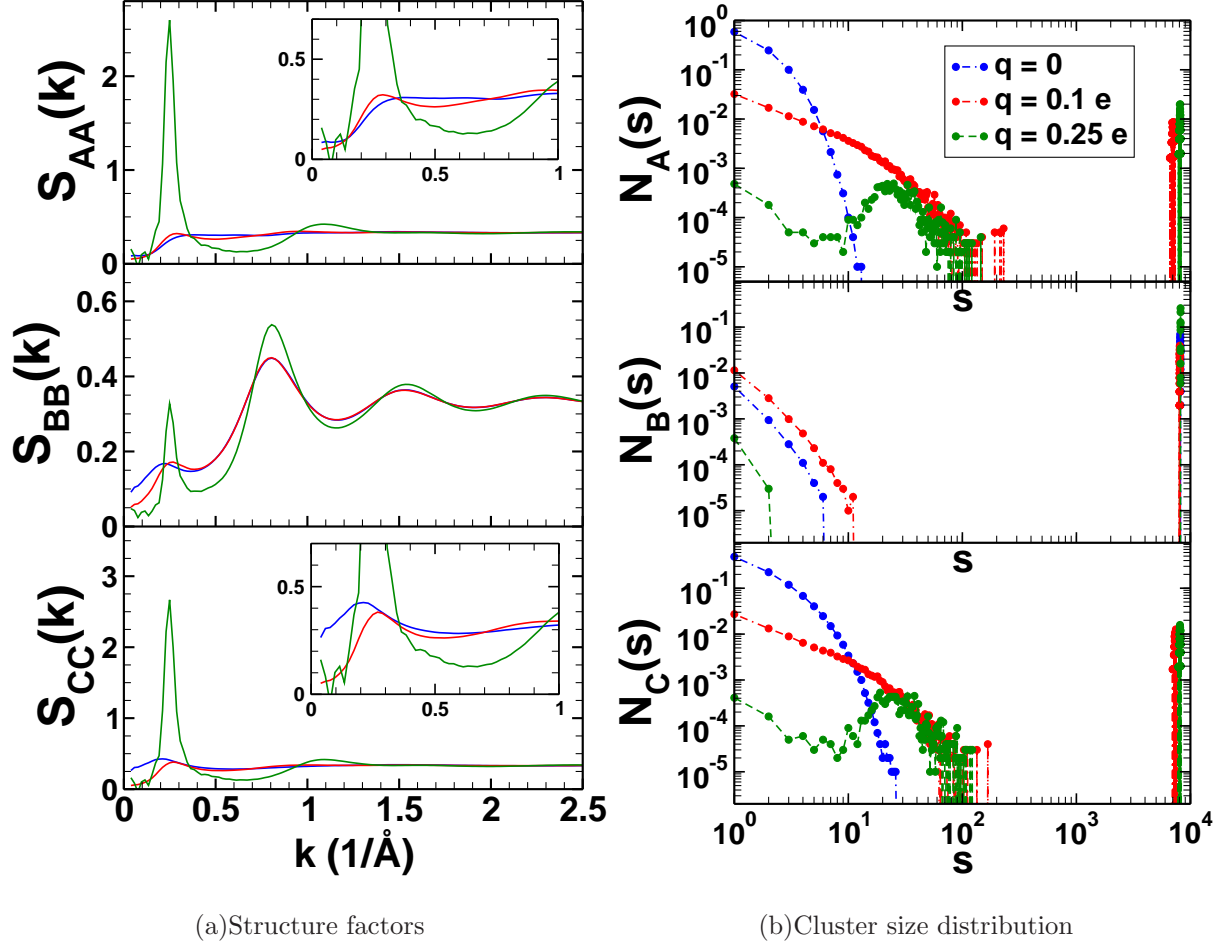 S_AA(k)
2
1
0
0.5
0
0
0.5
1
S_BB(k)
0.6
0.4
0.2
0
S_CC(k)
3
2
1
0
0.5
0
0
0.5
1
0 0.5 1 1.5 2 2.5
k (1/Å)
(a)Structure factors
N_A(s)
10^0
10^-1
10^-2
10^-3
10^-4
10^-5
q = 0
q = 0.1 e
q = 0.25 e
s
N_B(s)
10^-1
10^-2
10^-3
10^-4
10^-5
s
N_C(s)
10^-1
10^-2
10^-3
10^-4
10^-5
10^0 10^1 10^2 10^3 10^4
s
(b)Cluster size distribution